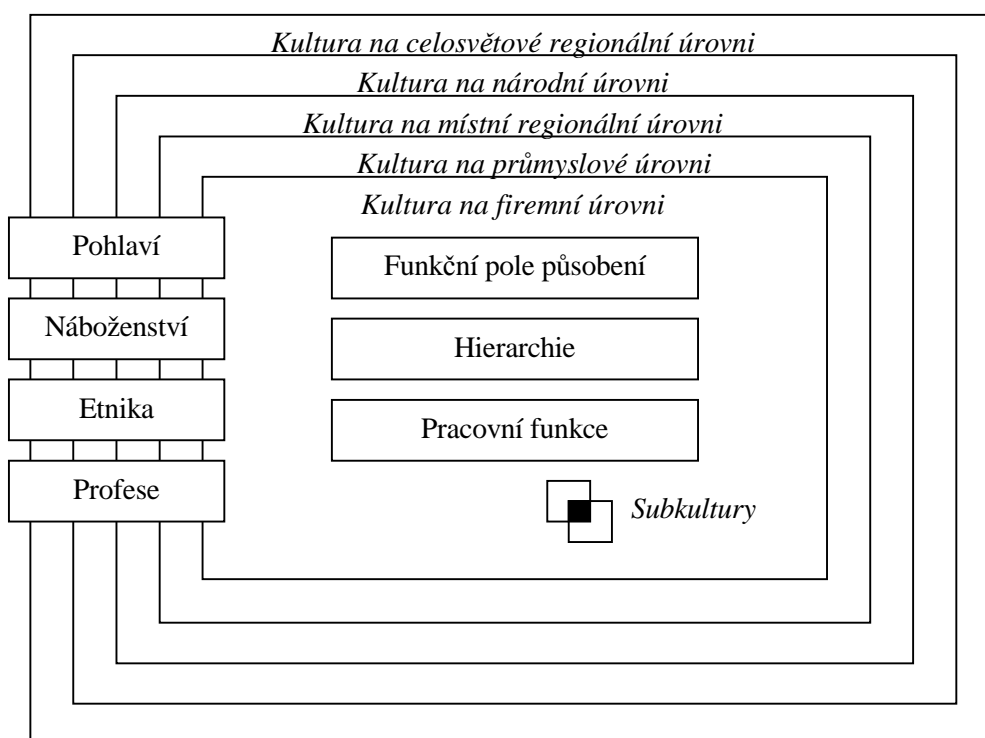 Kultura na celosvětové regionální úrovni
Kultura na národní úrovni
Kultura na místní regionální úrovni
Kultura na průmyslové úrovni
Kultura na firemní úrovni
Pohlaví
Náboženství
Etnika
Profese
Funkční pole působení
Hierarchie
Pracovní funkce
Subkultury